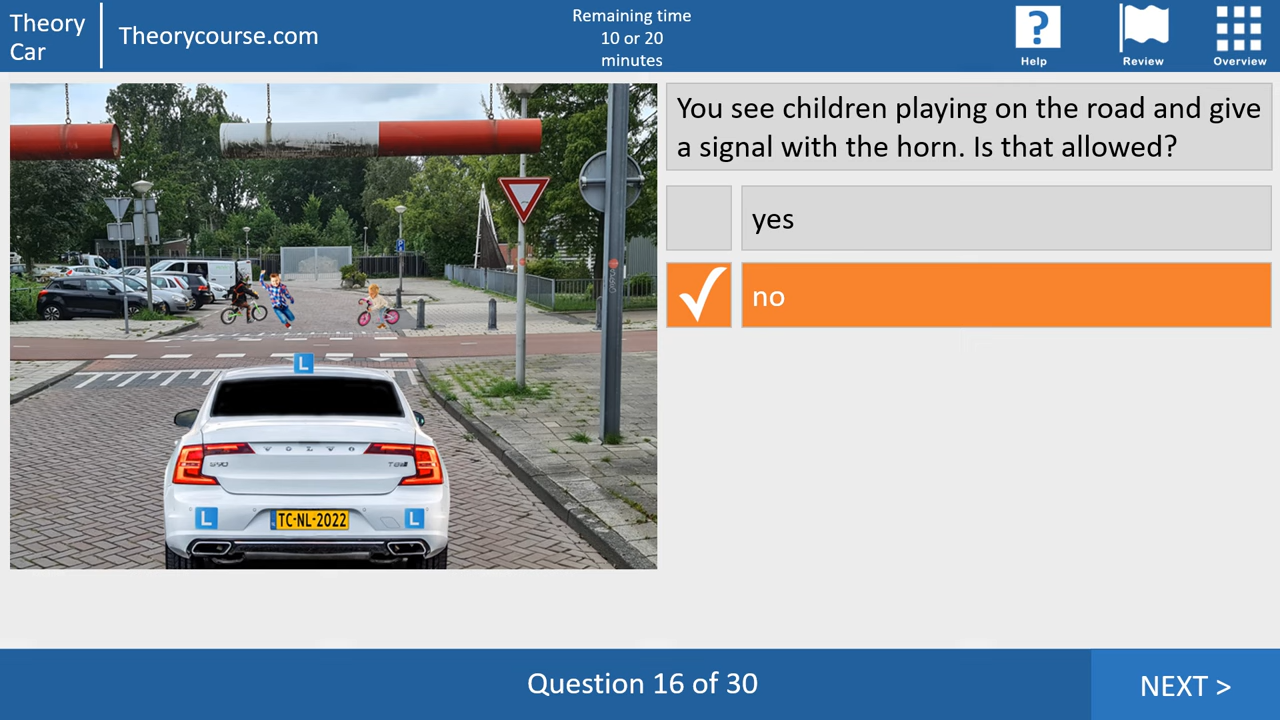 Theory
Car
Theorycourse.com
Remaining time
10 or 20
minutes
Help
Review
Overview
You see children playing on the road and give
a signal with the horn. Is that allowed?
yes
no
L
VOLVO
L
TC-NL-2022
L
Question 16 of 30
NEXT >